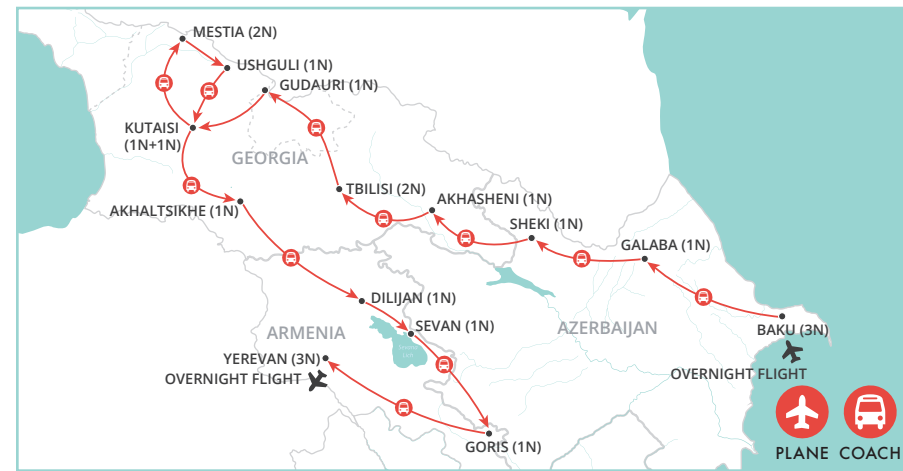 MESTIA (2N)
USHGULI (1N)
GUDAURI (1N)
KUTAISI
(1N+1N)
GEORGIA
TBILISI (2N)
AKHASHENI (1N)
AKHALTSIKHE (1N)
SHEKI (1N)
GALABA (1N)
DILIJAN (1N)
ARMENIA
SEVAN (1N)
AZERBAIJAN
BAKU (3N)
YEREVAN (3N)
OVERNIGHT FLIGHT
OVERNIGHT FLIGHT
GORIS (1N)
PLANE
COACH